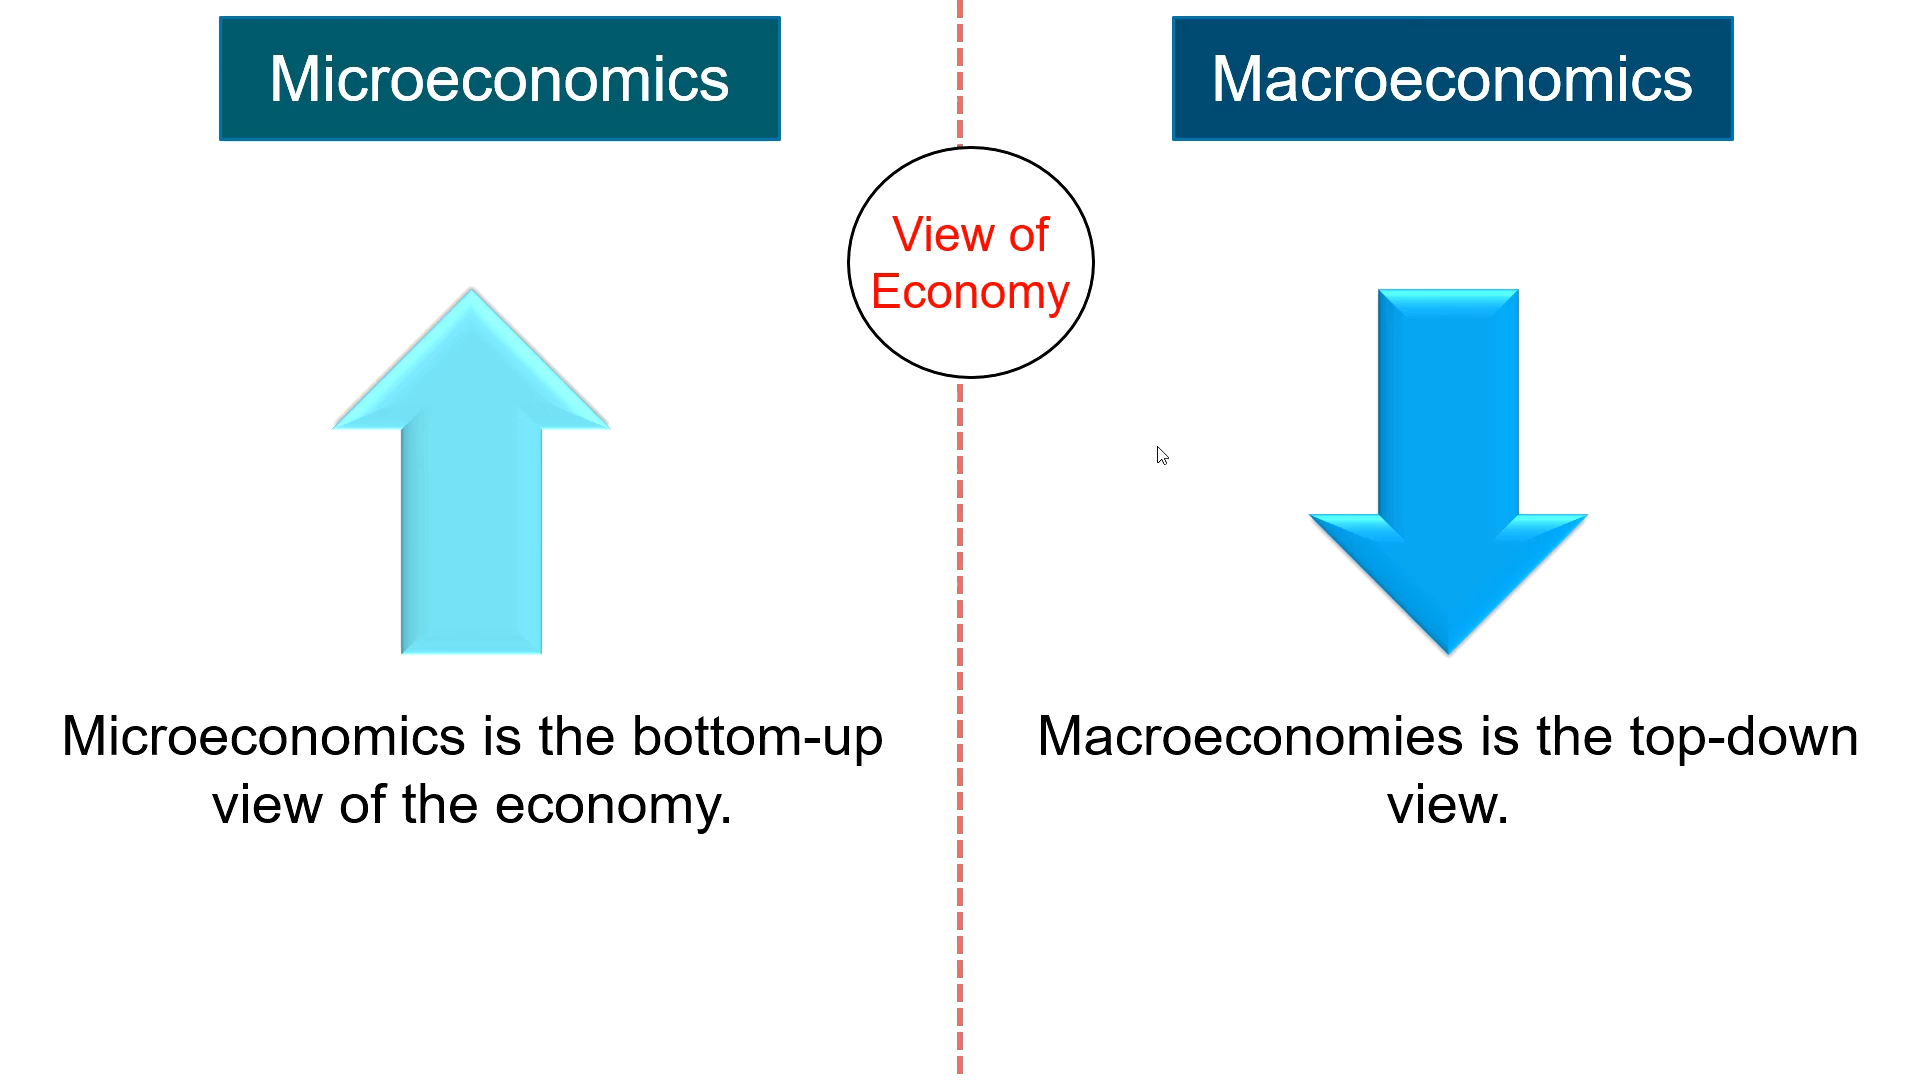 Microeconomics
Macroeconomics
View of
Economy
Microeconomics is the bottom-up
view of the economy.
Macroeconomies is the top-down
view.